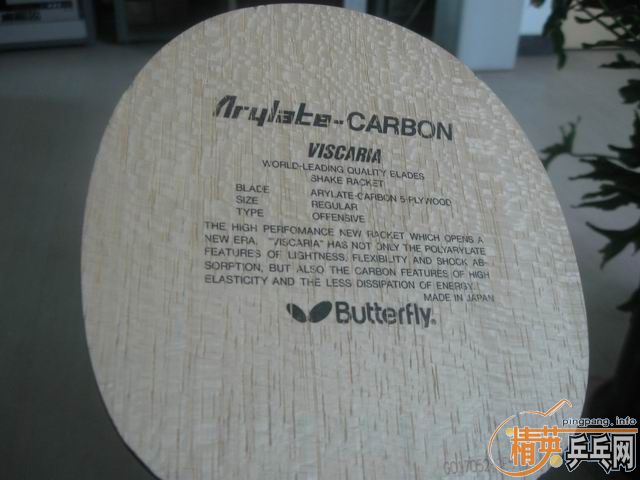 Arylate-CARBON
VISCARIA
WORLD-LEADING QUALITY BLADES
SHAKE RACKET
BLADE ARYLATE-CARBON 5-PLYWOOD
SIZE REGULAR
TYPE OFFENSIVE
THE HIGH PERFOMANCE NEW RACKET WHICH OPENS A
NEW ERA. "VISCARIA" HAS NOT ONLY THE POLYARYLATE
FEATURES OF LIGHTNESS, FLEXIBILITY AND SHOCK AB-
SORPTION, BUT ALSO THE CARBON FEATURES OF HIGH
ELASTICITY AND THE LESS DISSIPATION OF ENERGY.
MADE IN JAPAN
Butterfly®
pingpang.info
精英乒乓网